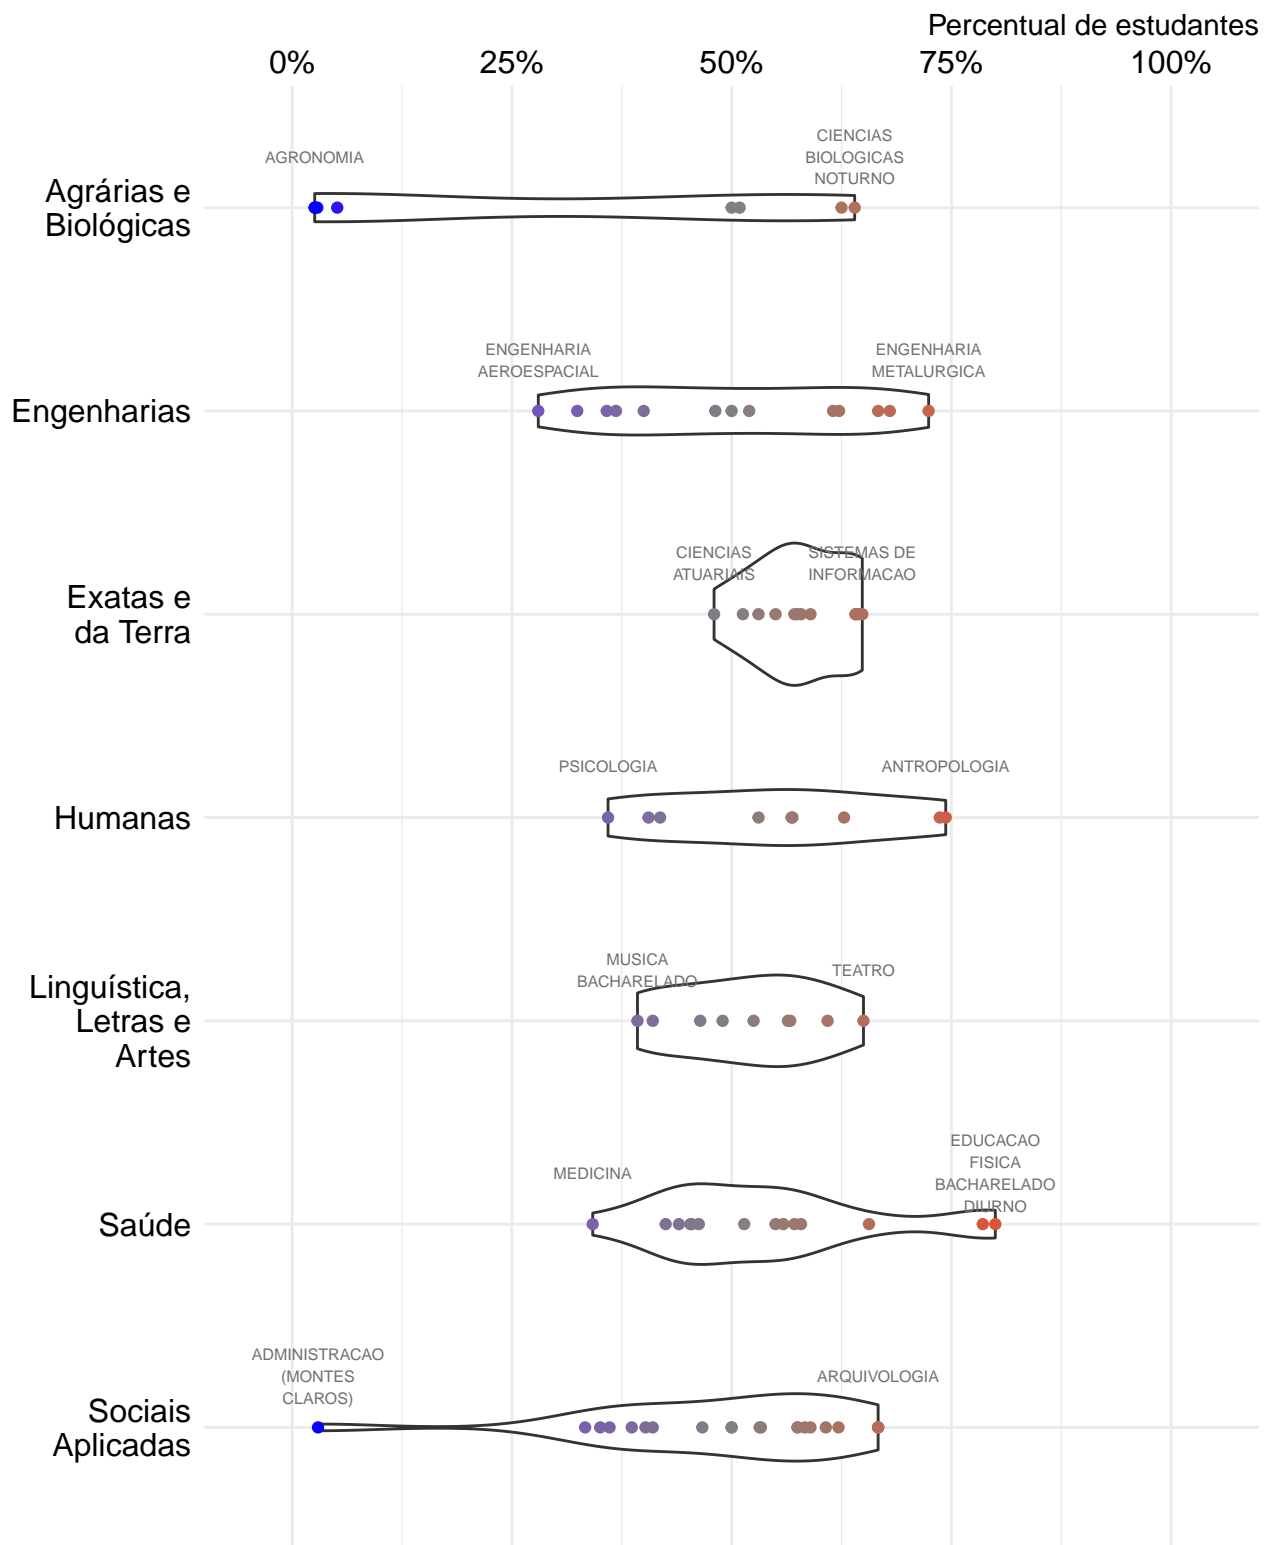 Percentual de estudantes
0% 25% 50% 75% 100%
AGRONOMIA
CIENCIAS
BIOLOGICAS
NOTURNO
Agrárias e
Biológicas
ENGENHARIA
AEROESPACIAL
ENGENHARIA
METALURGICA
Engenharias
CIENCIAS
ATUARIAIS
SISTEMAS DE
INFORMACAO
Exatas e
da Terra
PSICOLOGIA
ANTROPOLOGIA
Humanas
MUSICA
BACHARELADO
TEATRO
Linguística,
Letras e
Artes
MEDICINA
EDUCACAO
FISICA
BACHARELADO
DIURNO
Saúde
ADMINISTRACAO
(MONTES
CLAROS)
ARQUIVOLOGIA
Sociais
Aplicadas